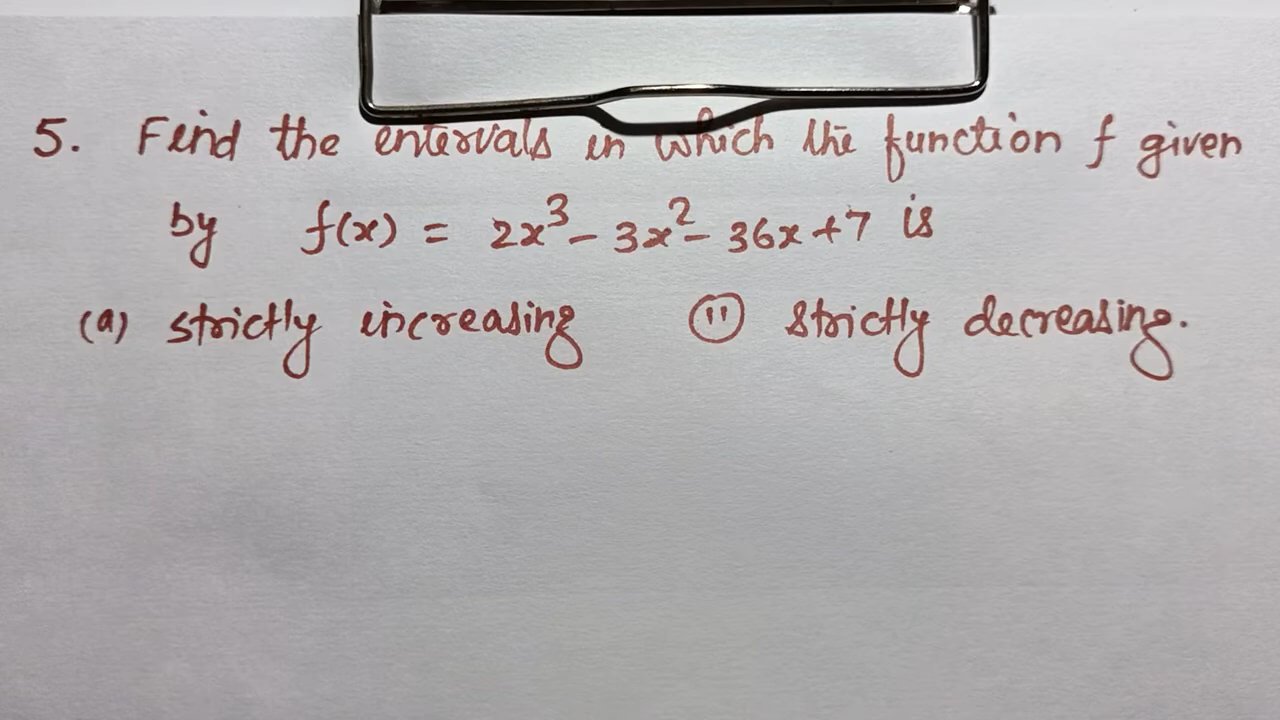 5. Find the intervals in which the function f given
by f(x) = 2x³ - 3x² - 36x + 7 is
(a) strictly increasing (ii) strictly decreasing.